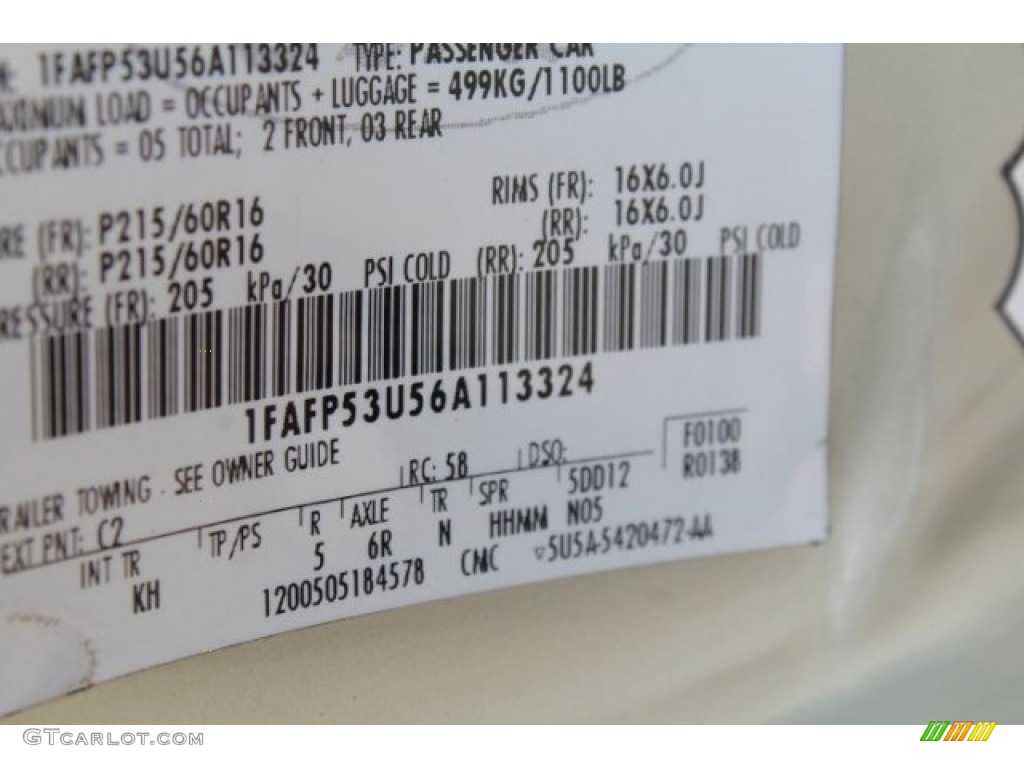 1FAFP53U56A113324 TYPE: PASSENGER CAR
MAXIMUM LOAD = OCCUPANTS + LUGGAGE = 499KG/1100LB
OCCUPANTS = 05 TOTAL; 2 FRONT, 03 REAR
RE (FR): P215/60R16 RIMS (FR): 16X6.0J
(RR): P215/60R16 (RR): 16X6.0J
RESSURE (FR): 205 kPa/30 PSI COLD (RR): 205 kPa/30 PSI COLD
1FAFP53U56A113324
RAILER TOWING - SEE OWNER GUIDE RC: 58 DSO: F0100
R0138
EXT PNT: C2 TP/PS R AXLE TR SPR 5DD12
INT TR 5 6R N HHMM N05
KH 1200505184578 CMC ▽5U5A-5420472-AA
GTCARLOT.COM